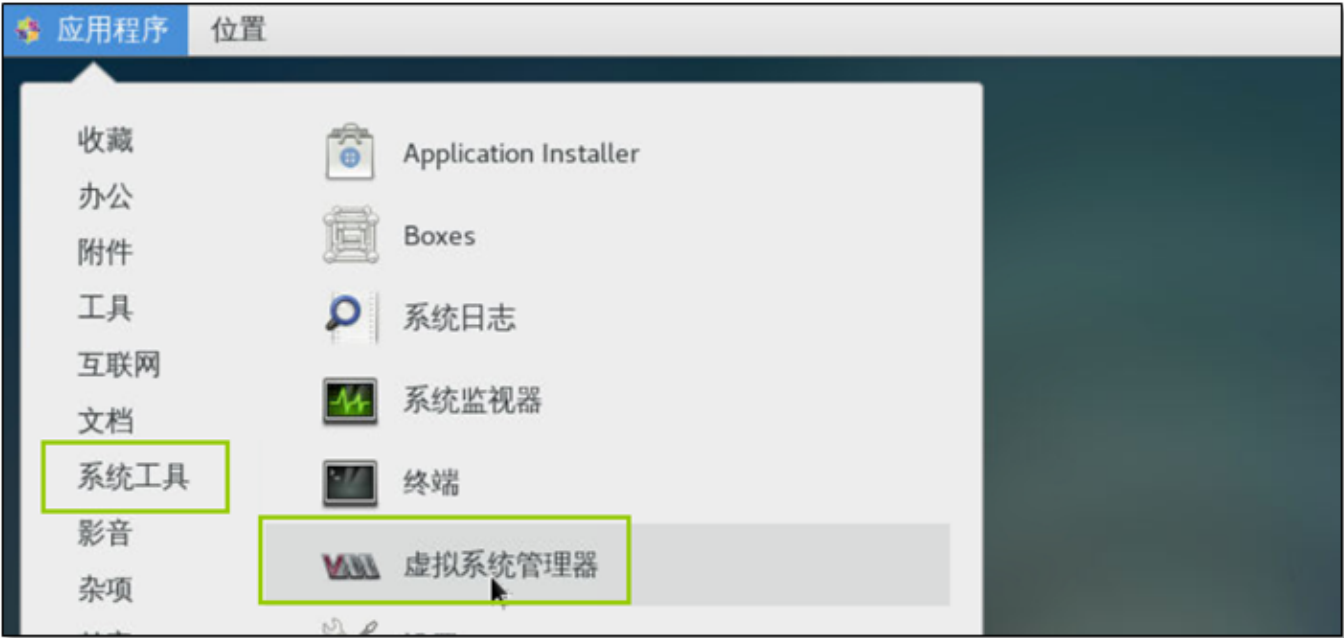 应用程序 位置
收藏
办公
附件
工具
互联网
文档
系统工具
影音
杂项
Application Installer
Boxes
系统日志
系统监视器
终端
虚拟系统管理器